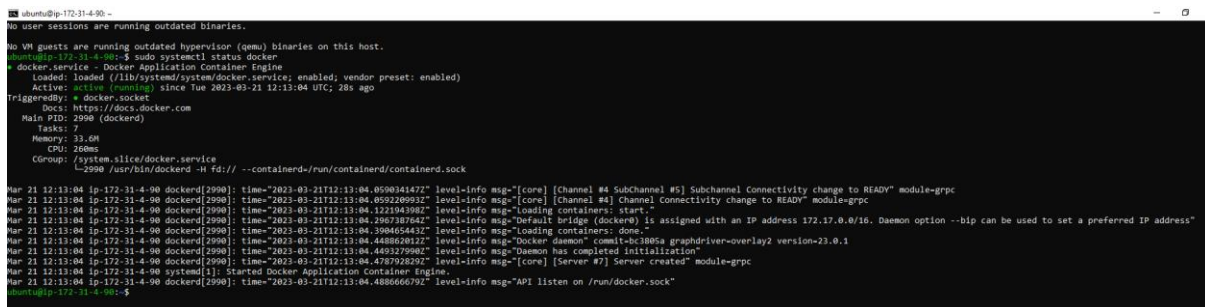 ubuntu@ip-172-31-4-90: ~
No user sessions are running outdated binaries.
No VM guests are running outdated hypervisor (qemu) binaries on this host.
ubuntu@ip-172-31-4-90:~$ sudo systemctl status docker
● docker.service - Docker Application Container Engine
Loaded: loaded (/lib/systemd/system/docker.service; enabled; vendor preset: enabled)
Active: active (running) since Tue 2023-03-21 12:13:04 UTC; 28s ago
TriggeredBy: ● docker.socket
Docs: https://docs.docker.com
Main PID: 2990 (dockerd)
Tasks: 7
Memory: 33.6M
CPU: 260ms
CGroup: /system.slice/docker.service
└─2990 /usr/bin/dockerd -H fd:// --containerd=/run/containerd/containerd.sock
Mar 21 12:13:04 ip-172-31-4-90 dockerd[2990]: time="2023-03-21T12:13:04.059034147Z" level=info msg="[core] [Channel #4 SubChannel #5] Subchannel Connectivity change to READY" module=grpc
Mar 21 12:13:04 ip-172-31-4-90 dockerd[2990]: time="2023-03-21T12:13:04.059220993Z" level=info msg="[core] [Channel #4] Channel Connectivity change to READY" module=grpc
Mar 21 12:13:04 ip-172-31-4-90 dockerd[2990]: time="2023-03-21T12:13:04.122194398Z" level=info msg="Loading containers: start."
Mar 21 12:13:04 ip-172-31-4-90 dockerd[2990]: time="2023-03-21T12:13:04.296738764Z" level=info msg="Default bridge (docker0) is assigned with an IP address 172.17.0.0/16. Daemon option --bip can be used to set a preferred IP address"
Mar 21 12:13:04 ip-172-31-4-90 dockerd[2990]: time="2023-03-21T12:13:04.390465443Z" level=info msg="Loading containers: done."
Mar 21 12:13:04 ip-172-31-4-90 dockerd[2990]: time="2023-03-21T12:13:04.448862012Z" level=info msg="Docker daemon" commit=bc3805a graphdriver=overlay2 version=23.0.1
Mar 21 12:13:04 ip-172-31-4-90 dockerd[2990]: time="2023-03-21T12:13:04.449327990Z" level=info msg="Daemon has completed initialization"
Mar 21 12:13:04 ip-172-31-4-90 dockerd[2990]: time="2023-03-21T12:13:04.478792829Z" level=info msg="[core] [Server #7] Server created" module=grpc
Mar 21 12:13:04 ip-172-31-4-90 systemd[1]: Started Docker Application Container Engine.
Mar 21 12:13:04 ip-172-31-4-90 dockerd[2990]: time="2023-03-21T12:13:04.488666679Z" level=info msg="API listen on /run/docker.sock"
ubuntu@ip-172-31-4-90:~$